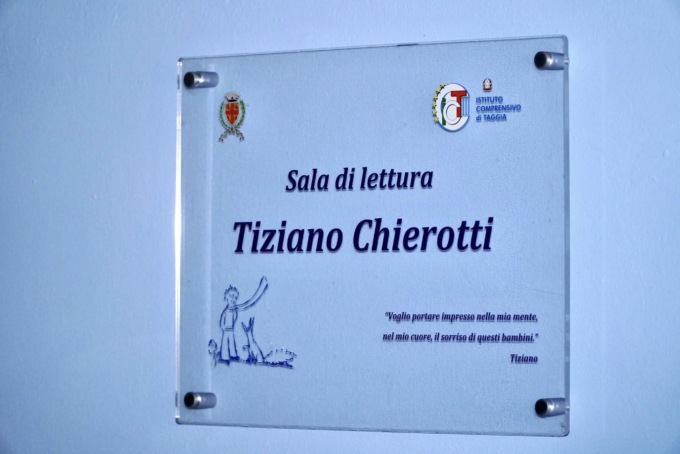 ISTITUTO
COMPRENSIVO
di TAGGIA
Sala di lettura
Tiziano Chierotti
"Voglio portare impresso nella mia mente,
nel mio cuore, il sorriso di questi bambini."
Tiziano